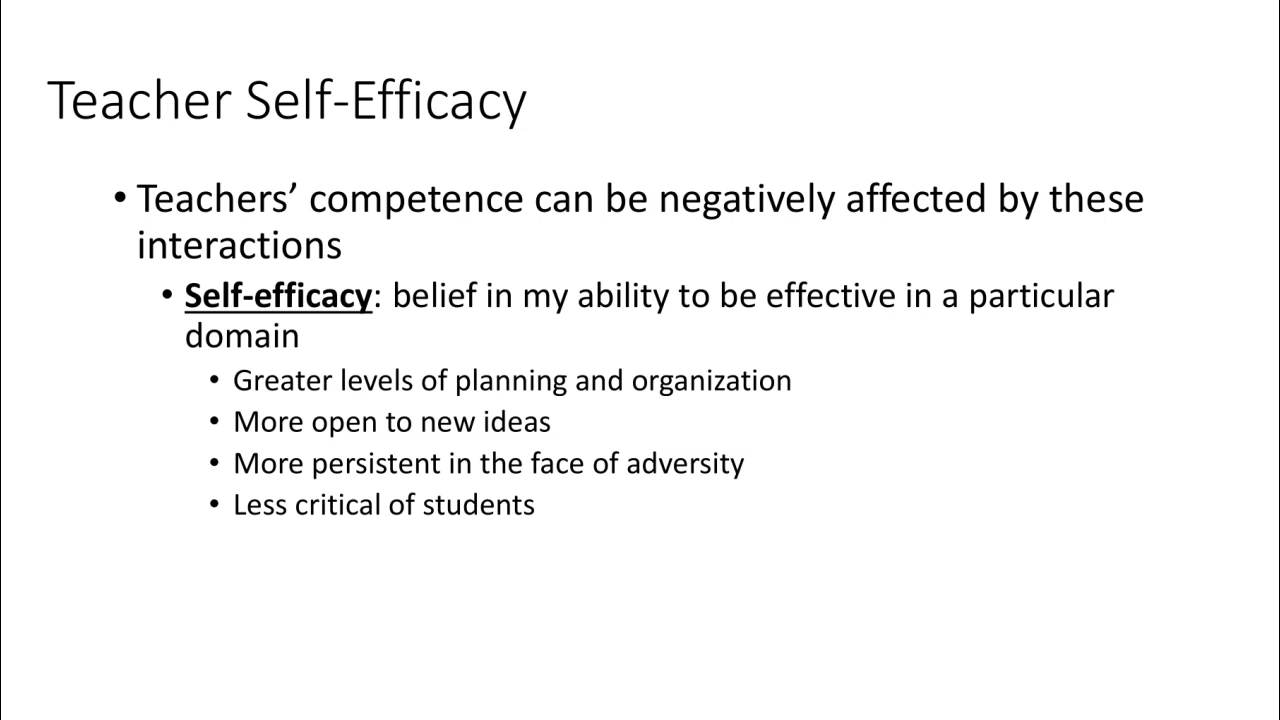 Teacher Self-Efficacy
• Teachers’ competence can be negatively affected by these
interactions
• Self-efficacy: belief in my ability to be effective in a particular
domain
• Greater levels of planning and organization
• More open to new ideas
• More persistent in the face of adversity
• Less critical of students